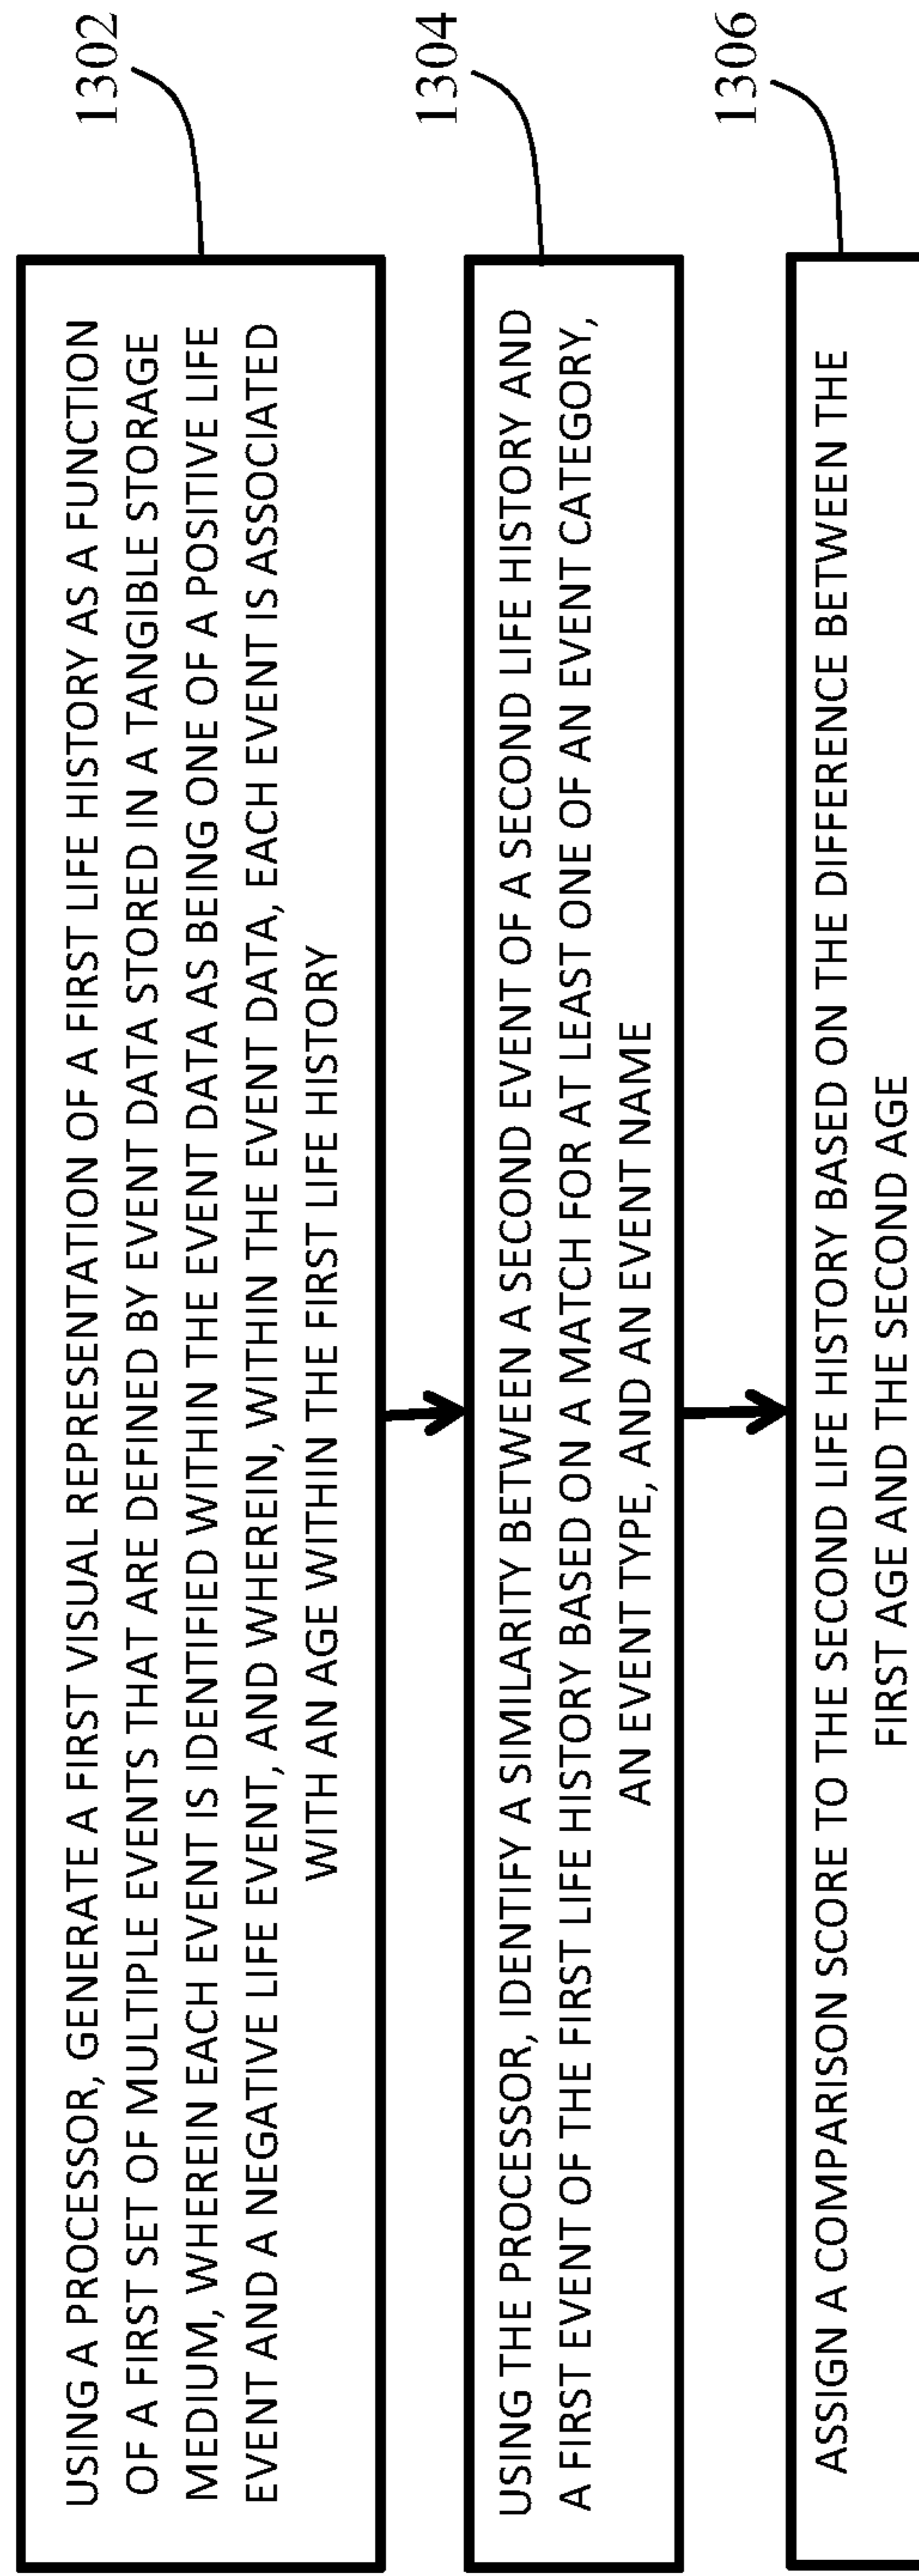 1302
USING A PROCESSOR, GENERATE A FIRST VISUAL REPRESENTATION OF A FIRST LIFE HISTORY AS A FUNCTION
OF A FIRST SET OF MULTIPLE EVENTS THAT ARE DEFINED BY EVENT DATA STORED IN A TANGIBLE STORAGE
MEDIUM, WHEREIN EACH EVENT IS IDENTIFIED WITHIN THE EVENT DATA AS BEING ONE OF A POSITIVE LIFE
EVENT AND A NEGATIVE LIFE EVENT, AND WHEREIN, WITHIN THE EVENT DATA, EACH EVENT IS ASSOCIATED
WITH AN AGE WITHIN THE FIRST LIFE HISTORY
1304
USING THE PROCESSOR, IDENTIFY A SIMILARITY BETWEEN A SECOND EVENT OF A SECOND LIFE HISTORY AND
A FIRST EVENT OF THE FIRST LIFE HISTORY BASED ON A MATCH FOR AT LEAST ONE OF AN EVENT CATEGORY,
AN EVENT TYPE, AND AN EVENT NAME
1306
ASSIGN A COMPARISON SCORE TO THE SECOND LIFE HISTORY BASED ON THE DIFFERENCE BETWEEN THE
FIRST AGE AND THE SECOND AGE